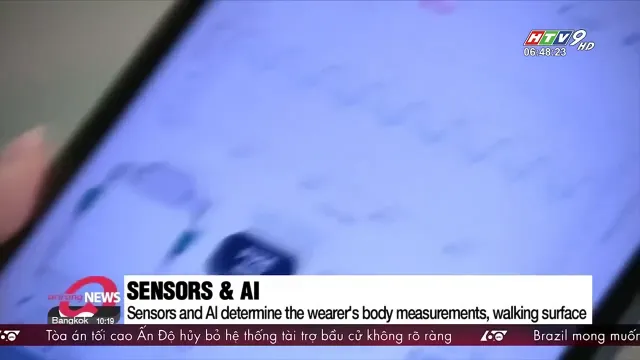 HTV9 HD
06:48:23
SENSORS & AI
Sensors and AI determine the wearer's body measurements, walking surface
arirang NEWS
Bangkok 10:19
Tòa án tối cao Ấn Độ hủy bỏ hệ thống tài trợ bầu cử không rõ ràng
Brazil mong muốn